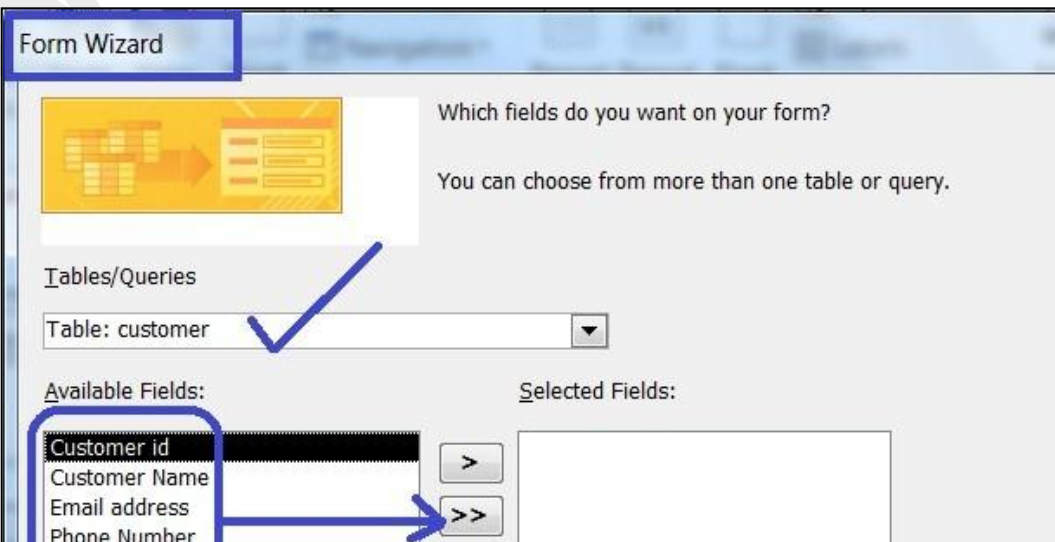 Form Wizard
Which fields do you want on your form?
You can choose from more than one table or query.
Tables/Queries
Table: customer
Available Fields:
Selected Fields:
Customer id
Customer Name
Email address
Phone Number
>
>>